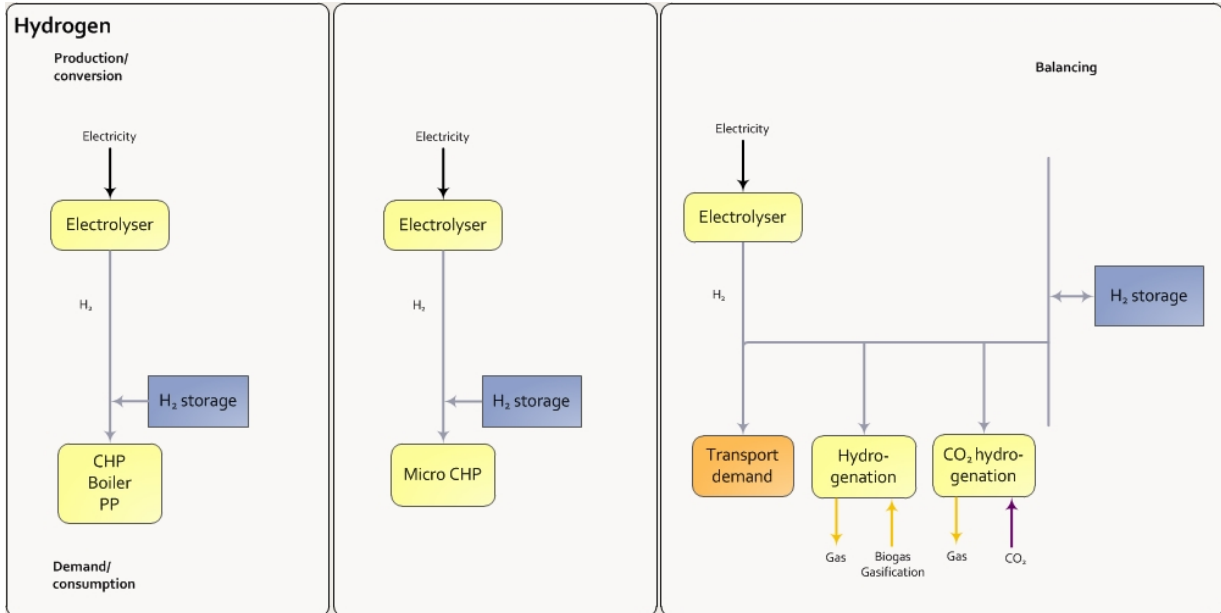 Hydrogen
Production/
conversion
Electricity
Electrolyser
H₂
H₂ storage
CHP
Boiler
PP
Demand/
consumption
Electricity
Electrolyser
H₂
H₂ storage
Micro CHP
Balancing
Electricity
Electrolyser
H₂
H₂ storage
Transport
demand
Hydro-
genation
CO₂ hydro-
genation
Gas
Biogas
Gasification
Gas
CO₂